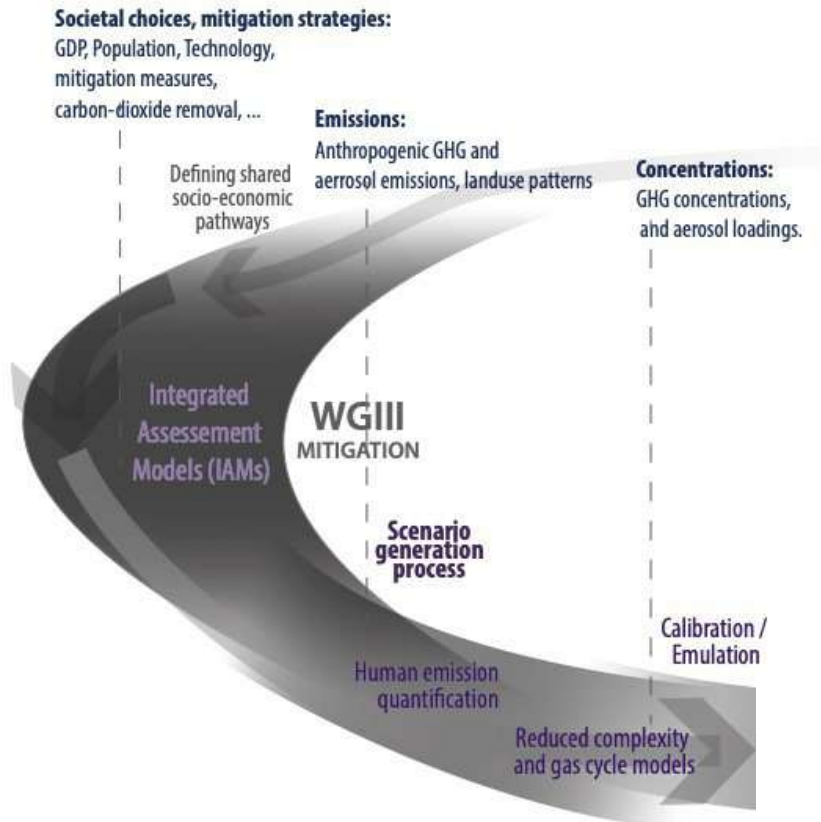 Societal choices, mitigation strategies:
GDP, Population, Technology,
mitigation measures,
carbon-dioxide removal, ...
Emissions:
Anthropogenic GHG and
aerosol emissions, landuse patterns
Concentrations:
GHG concentrations,
and aerosol loadings.
Defining shared
socio-economic
pathways
Integrated
Assessement
Models (IAMs)
WGIII
MITIGATION
Scenario
generation
process
Calibration /
Emulation
Human emission
quantification
Reduced complexity
and gas cycle models